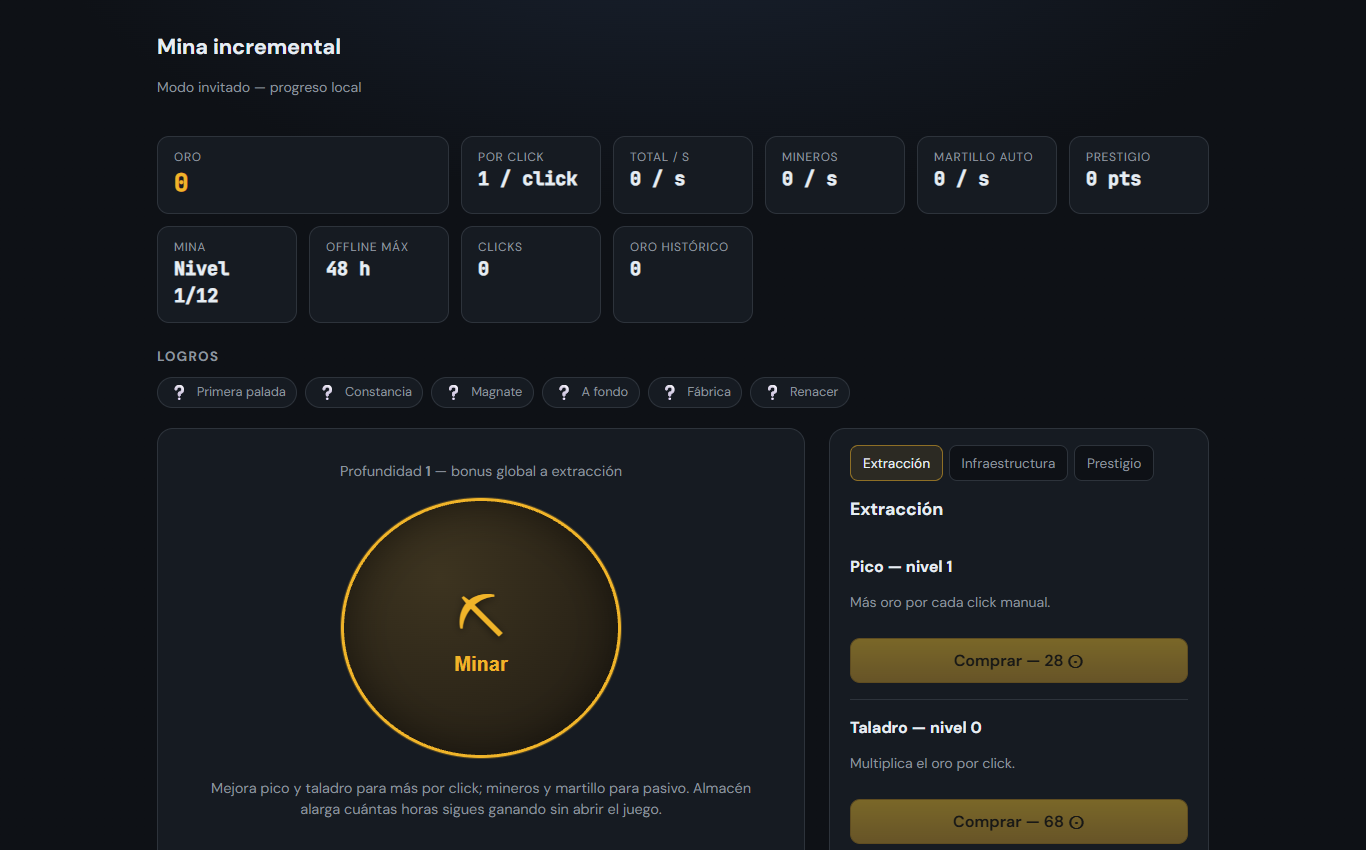 Mina incremental
Modo invitado — progreso local
ORO
0
POR CLICK
1 / click
TOTAL / S
0 / s
MINEROS
0 / s
MARTILLO AUTO
0 / s
PRESTIGIO
0 pts
MINA
Nivel
1/12
OFFLINE MÁX
48 h
CLICKS
0
ORO HISTÓRICO
0
LOGROS
? Primera palada
? Constancia
? Magnate
? A fondo
? Fábrica
? Renacer
Profundidad 1 — bonus global a extracción
Minar
Mejora pico y taladro para más por click; mineros y martillo para pasivo. Almacén
alarga cuántas horas sigues ganando sin abrir el juego.
Extracción
Infraestructura
Prestigio
Extracción
Pico — nivel 1
Más oro por cada click manual.
Comprar — 28
Taladro — nivel 0
Multiplica el oro por click.
Comprar — 68